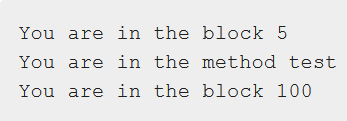 You are in the block 5
You are in the method test
You are in the block 100